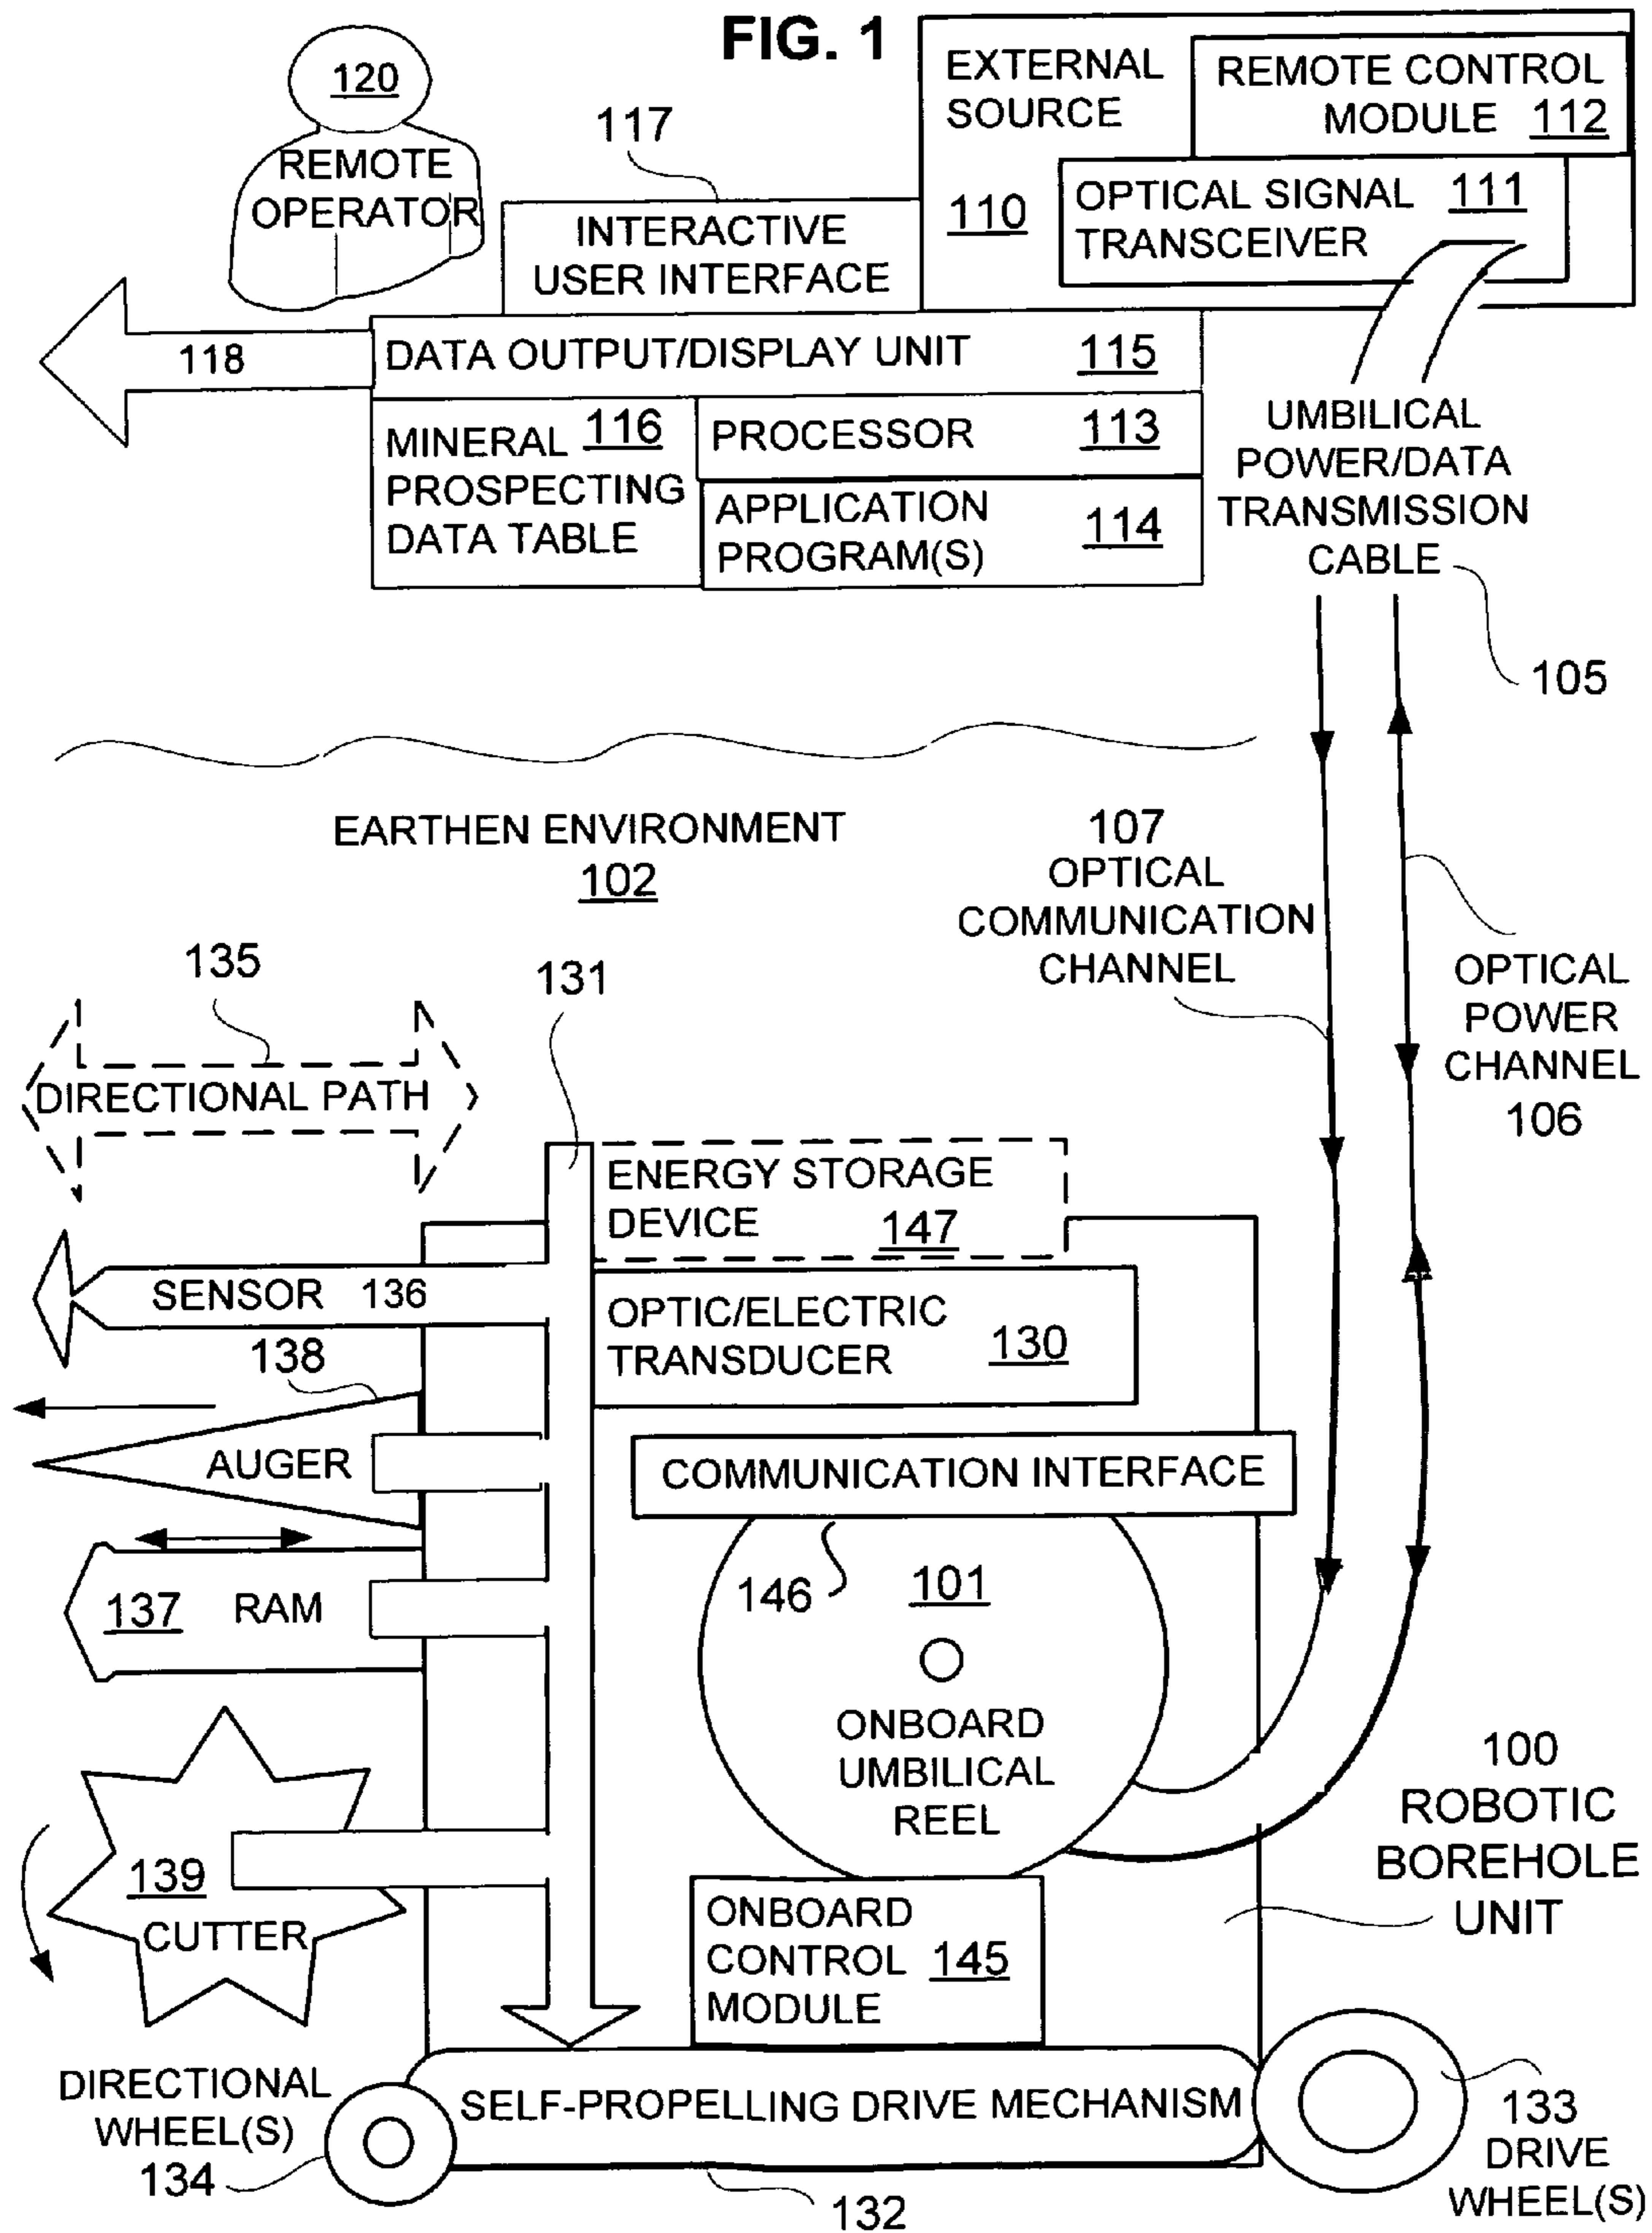 FIG. 1
120
REMOTE
OPERATOR
117
INTERACTIVE
USER INTERFACE
EXTERNAL
SOURCE
110
REMOTE CONTROL
MODULE 112
OPTICAL SIGNAL 111
TRANSCEIVER
118
DATA OUTPUT/DISPLAY UNIT 115
MINERAL 116
PROSPECTING
DATA TABLE
PROCESSOR 113
APPLICATION
PROGRAM(S) 114
UMBILICAL
POWER/DATA
TRANSMISSION
CABLE
105
EARTHEN ENVIRONMENT
102
107
OPTICAL
COMMUNICATION
CHANNEL
OPTICAL
POWER
CHANNEL
106
135
DIRECTIONAL PATH
131
ENERGY STORAGE
DEVICE 147
SENSOR 136
OPTIC/ELECTRIC
TRANSDUCER 130
138
AUGER
COMMUNICATION INTERFACE
146
137 RAM
101
ONBOARD
UMBILICAL
REEL
139
CUTTER
100
ROBOTIC
BOREHOLE
UNIT
ONBOARD
CONTROL 145
MODULE
DIRECTIONAL
WHEEL(S)
134
SELF-PROPELLING DRIVE MECHANISM
132
133
DRIVE
WHEEL(S)